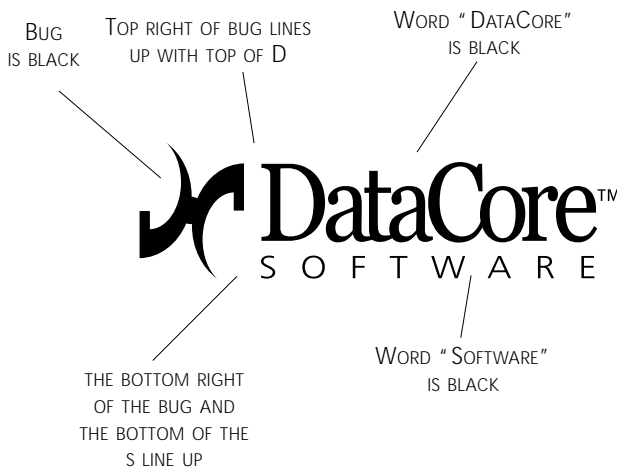 BUG
IS BLACK
TOP RIGHT OF BUG LINES
UP WITH TOP OF D
WORD “DATACORE”
IS BLACK
DataCore™
SOFTWARE
THE BOTTOM RIGHT
OF THE BUG AND
THE BOTTOM OF THE
S LINE UP
WORD “SOFTWARE”
IS BLACK